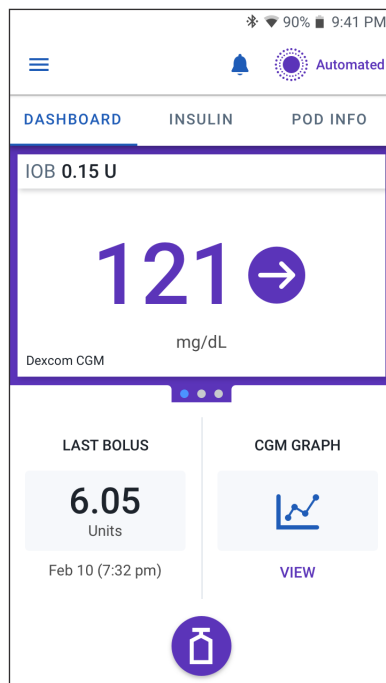 90% 9:41 PM
Automated
DASHBOARD INSULIN POD INFO
IOB 0.15 U
121
mg/dL
Dexcom CGM
LAST BOLUS
6.05
Units
Feb 10 (7:32 pm)
CGM GRAPH
VIEW